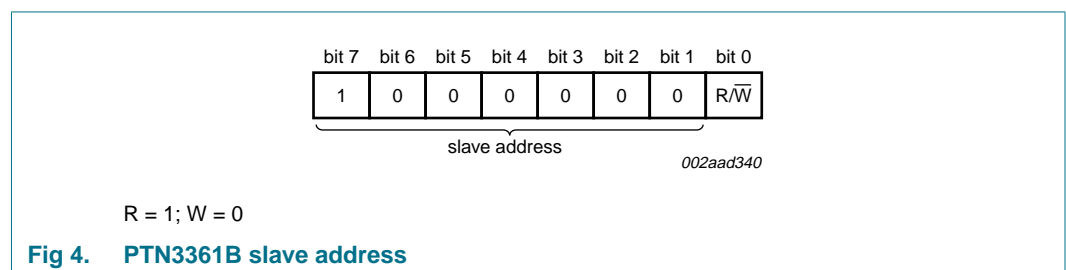 bit 7 bit 6 bit 5 bit 4 bit 3 bit 2 bit 1 bit 0
1 0 0 0 0 0 0 R/W̅
slave address
002aad340
R = 1; W = 0
Fig 4. PTN3361B slave address